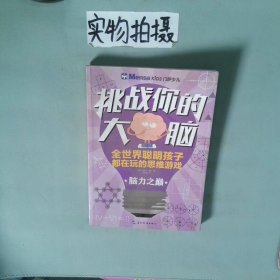 实物拍摄
Mensa Kids 门萨少儿
挑战你的
大脑
全世界聪明孩子
都在玩的思维游戏
脑力之巅